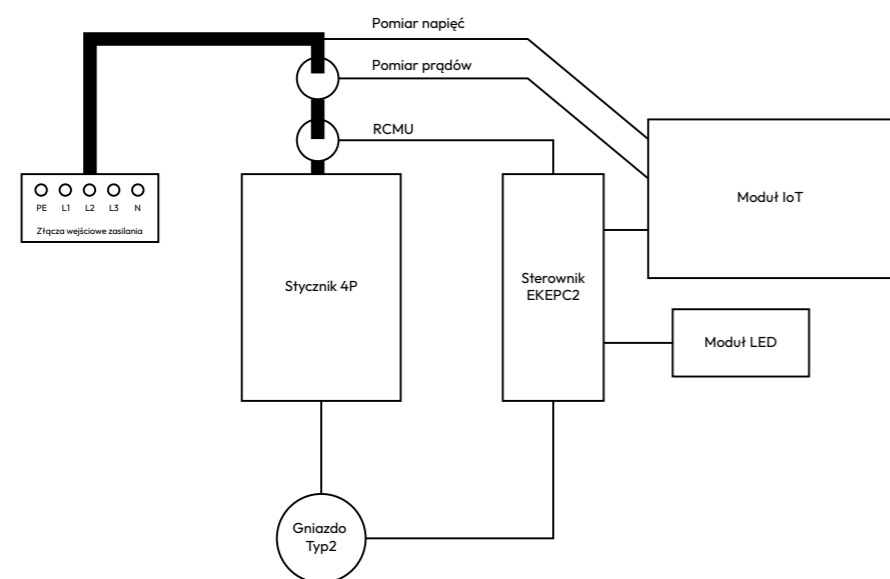 Pomiar napięć
Pomiar prądów
RCMU
PE L1 L2 L3 N
Złącza wejściowe zasilania
Stycznik 4P
Sterownik
EKEPC2
Moduł IoT
Moduł LED
Gniazdo
Typ2